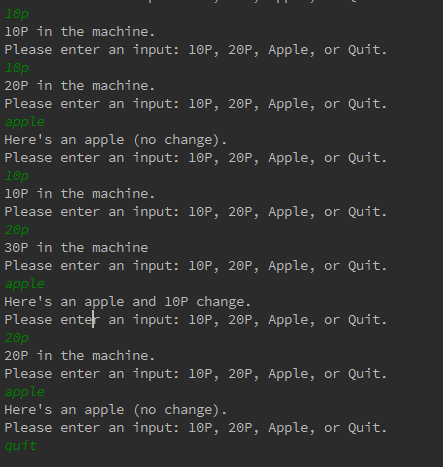 10p
10P in the machine.
Please enter an input: 10P, 20P, Apple, or Quit.
10p
20P in the machine.
Please enter an input: 10P, 20P, Apple, or Quit.
apple
Here's an apple (no change).
Please enter an input: 10P, 20P, Apple, or Quit.
10p
10P in the machine.
Please enter an input: 10P, 20P, Apple, or Quit.
20p
30P in the machine
Please enter an input: 10P, 20P, Apple, or Quit.
apple
Here's an apple and 10P change.
Please enter an input: 10P, 20P, Apple, or Quit.
20p
20P in the machine.
Please enter an input: 10P, 20P, Apple, or Quit.
apple
Here's an apple (no change).
Please enter an input: 10P, 20P, Apple, or Quit.
quit